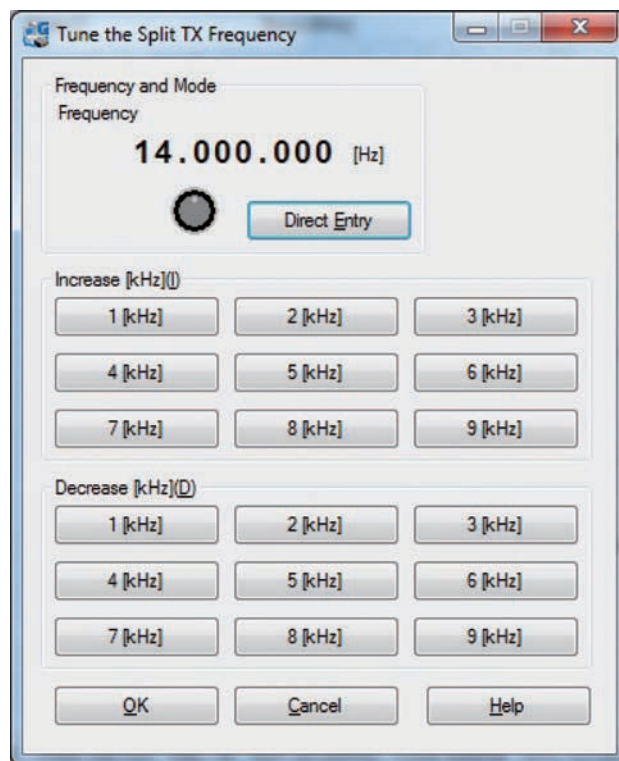 Tune the Split TX Frequency
Frequency and Mode
Frequency
14.000.000 [Hz]
Direct Entry
Increase [kHz](I)
1 [kHz] 2 [kHz] 3 [kHz]
4 [kHz] 5 [kHz] 6 [kHz]
7 [kHz] 8 [kHz] 9 [kHz]
Decrease [kHz](D)
1 [kHz] 2 [kHz] 3 [kHz]
4 [kHz] 5 [kHz] 6 [kHz]
7 [kHz] 8 [kHz] 9 [kHz]
OK Cancel Help